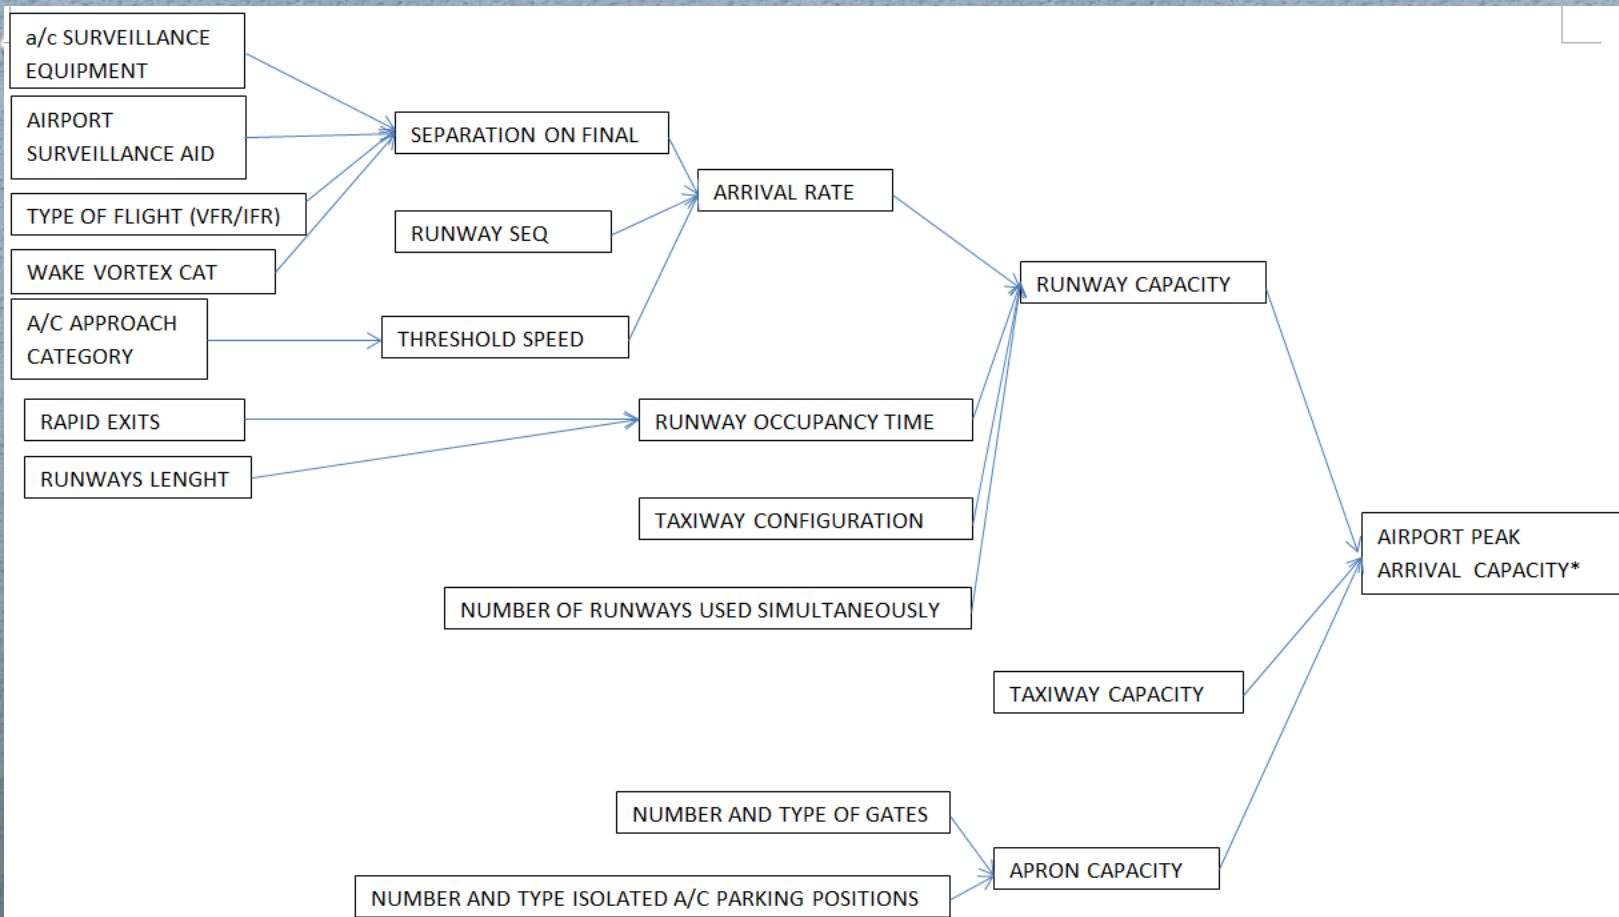 a/c SURVEILLANCE
EQUIPMENT
AIRPORT
SURVEILLANCE AID
TYPE OF FLIGHT (VFR/IFR)
WAKE VORTEX CAT
A/C APPROACH
CATEGORY
RAPID EXITS
RUNWAYS LENGHT
SEPARATION ON FINAL
RUNWAY SEQ
THRESHOLD SPEED
ARRIVAL RATE
RUNWAY OCCUPANCY TIME
TAXIWAY CONFIGURATION
NUMBER OF RUNWAYS USED SIMULTANEOUSLY
RUNWAY CAPACITY
TAXIWAY CAPACITY
NUMBER AND TYPE OF GATES
NUMBER AND TYPE ISOLATED A/C PARKING POSITIONS
APRON CAPACITY
AIRPORT PEAK
ARRIVAL CAPACITY*